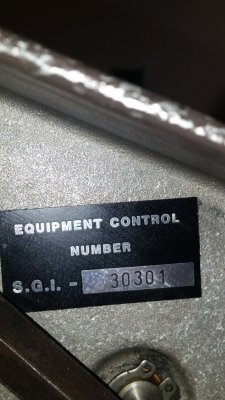 EQUIPMENT CONTROL
NUMBER
S.G.I. - 30301